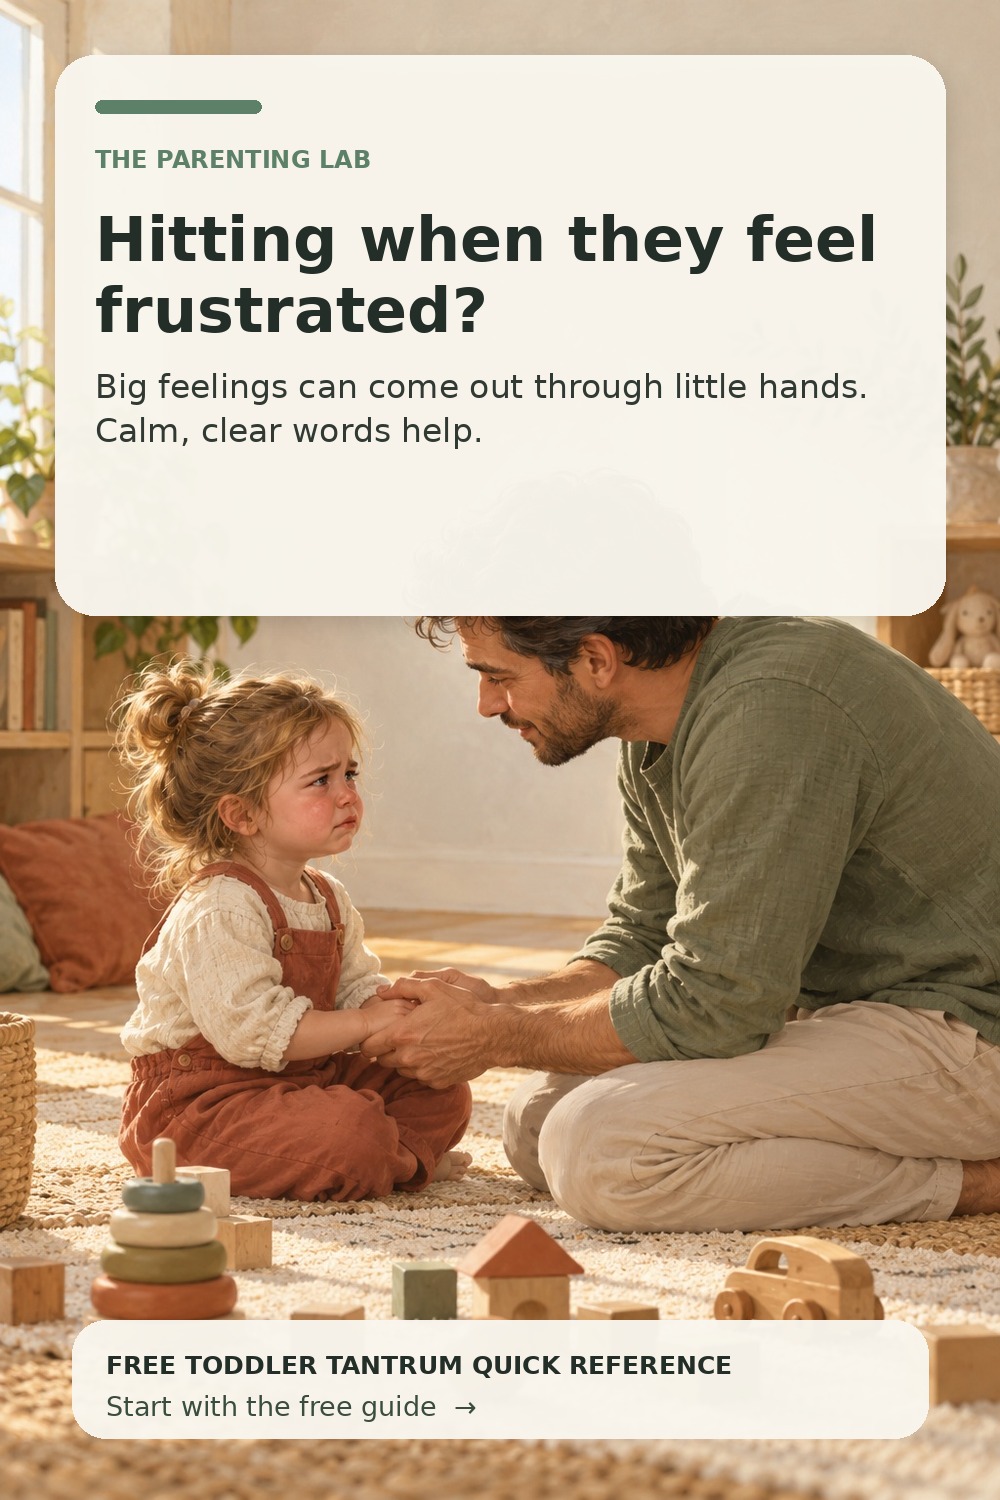 THE PARENTING LAB
Hitting when they feel
frustrated?
Big feelings can come out through little hands.
Calm, clear words help.
FREE TODDLER TANTRUM QUICK REFERENCE
Start with the free guide →